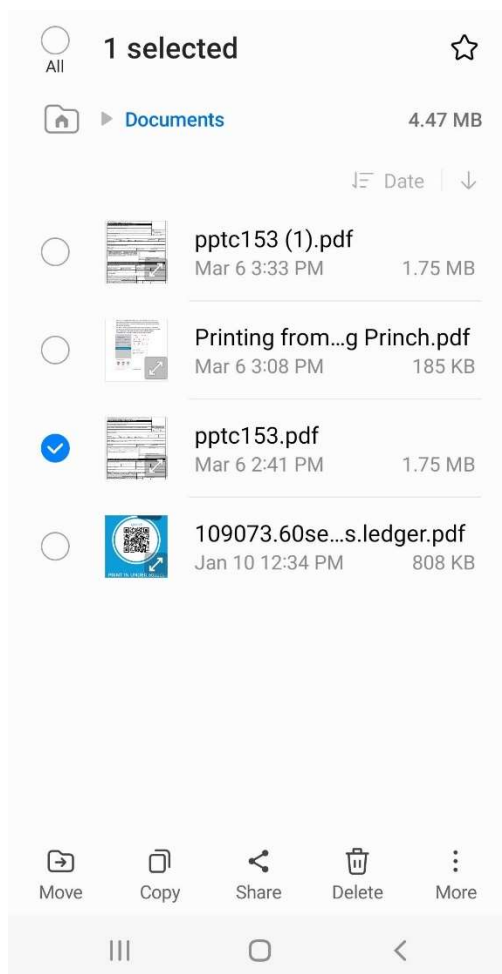 1 selected
All
Documents 4.47 MB
Date
pptc153 (1).pdf
Mar 6 3:33 PM 1.75 MB
Printing from...g Princh.pdf
Mar 6 3:08 PM 185 KB
pptc153.pdf
Mar 6 2:41 PM 1.75 MB
109073.60se...s.ledger.pdf
Jan 10 12:34 PM 808 KB
Move Copy Share Delete More